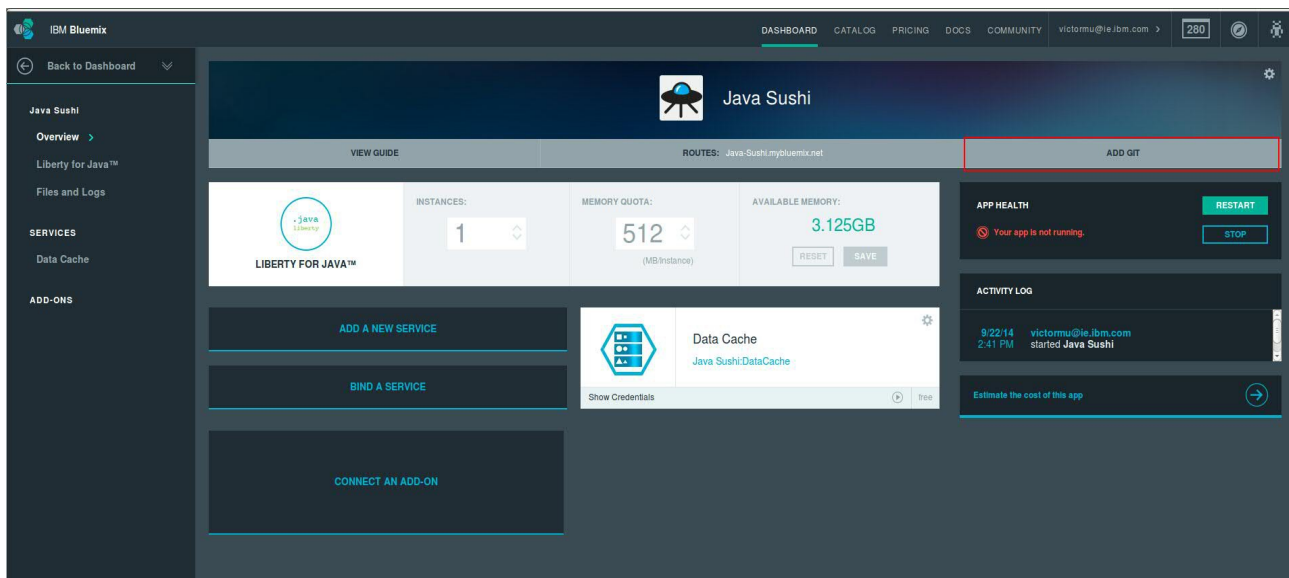 IBM Bluemix
DASHBOARD CATALOG PRICING DOCS COMMUNITY victormu@ie.ibm.com > 280
Back to Dashboard
Java Sushi
Overview >
Liberty for Java™
Files and Logs
SERVICES
Data Cache
ADD-ONS
Java Sushi
VIEW GUIDE
ROUTES: Java-Sushi.mybluemix.net
ADD GIT
.java
liberty
LIBERTY FOR JAVA™
INSTANCES:
1
MEMORY QUOTA:
512
(MB/Instance)
AVAILABLE MEMORY:
3.125GB
RESET SAVE
APP HEALTH
RESTART
Your app is not running.
STOP
ACTIVITY LOG
9/22/14 victormu@ie.ibm.com
2:41 PM started Java Sushi
Estimate the cost of this app
ADD A NEW SERVICE
BIND A SERVICE
Data Cache
Java Sushi:DataCache
Show Credentials
free
CONNECT AN ADD-ON